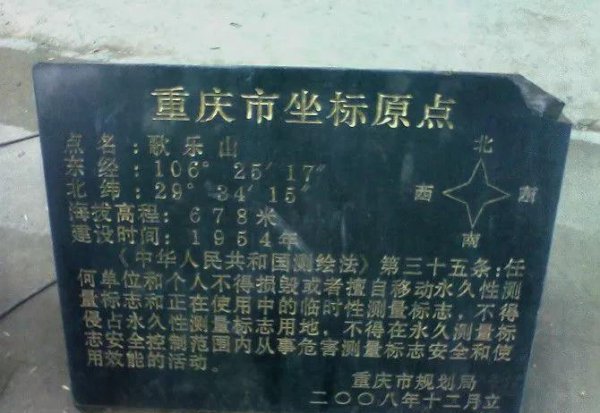 重庆市坐标原点
点名:歌乐山
东经:106° 25′ 17″
北纬:29° 34′ 15″
海拔高程:678米
建设时间:1954年
北
西 东
南
《中华人民共和国测绘法》第三十五条:任
何单位和个人不得损毁或者擅自移动永久性测
量标志和正在使用中的临时性测量标志,不得
侵占永久性测量标志用地,不得在永久测量标
志安全控制范围内从事危害测量标志安全和使
用效能的活动。
重庆市规划局
二〇〇八年十二月立